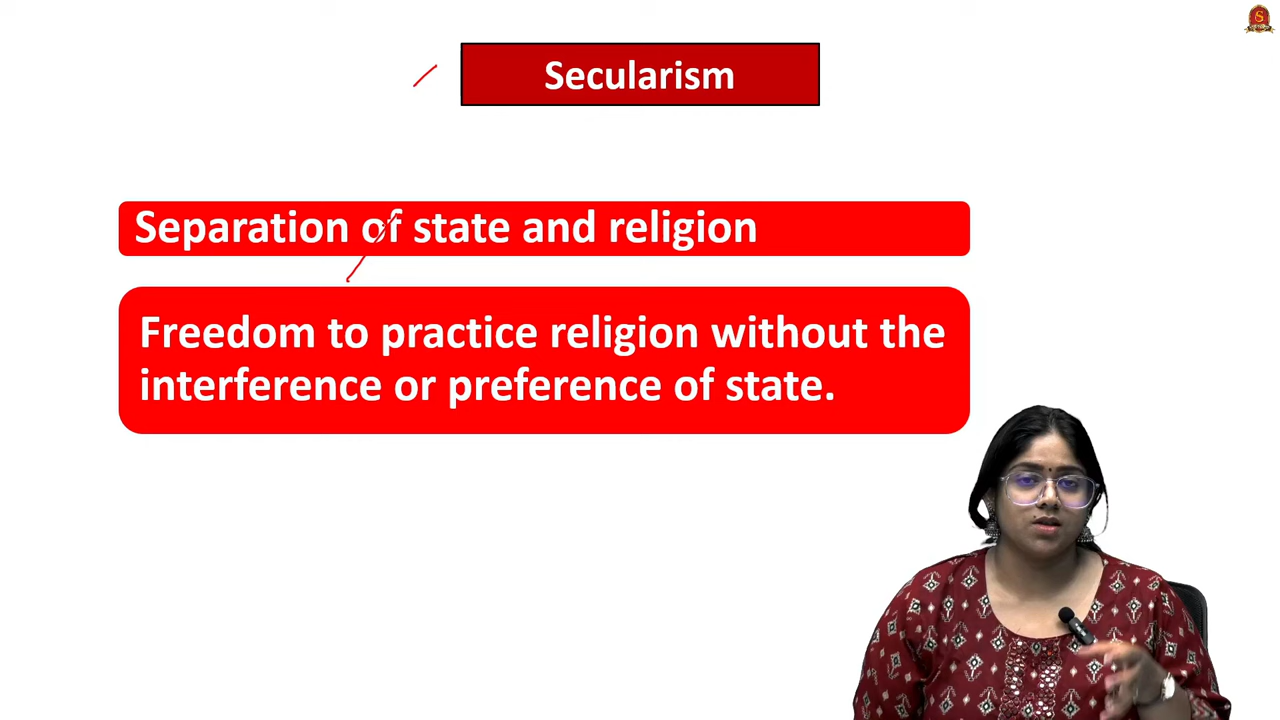 Secularism
Separation of state and religion
Freedom to practice religion without the
interference or preference of state.